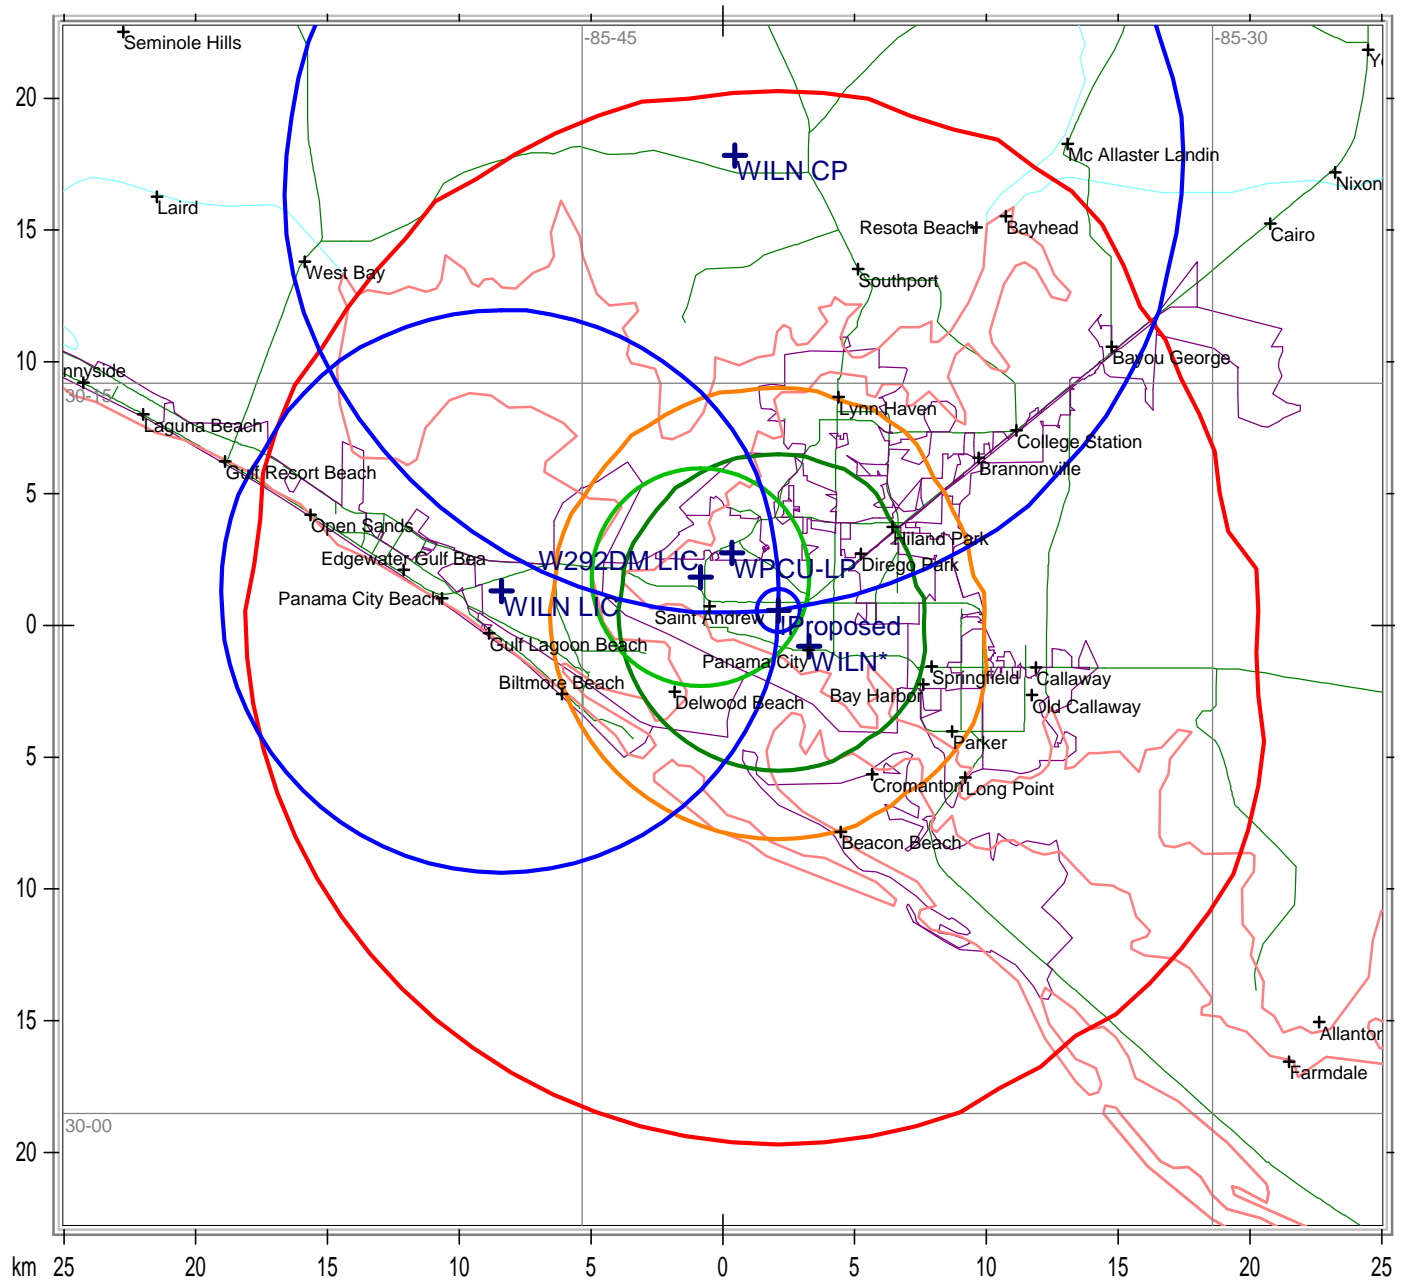 Seminole Hills
-85-45
-85-30
20
WILN CP
Mc Allaster Landin
Nixon
Laird
15
Resota Beach
Bayhead
Cairo
West Bay
Southport
10
Bayou George
nnyside
30-15
Lynn Haven
Laguna Beach
College Station
Brannonville
Gulf Resort Beach
5
Open Sands
Hiland Park
Edgewater Gulf Bea
W292DM LIC
WPCU-LP
Dirego Park
Panama City Beach
WILN LIC
Saint Andrew
0
Proposed
Gulf Lagoon Beach
Panama City
WILN*
Springfield
Callaway
Biltmore Beach
Delwood Beach
Bay Harbor
Old Callaway
Parker
5
Cromanton
Long Point
Beacon Beach
10
15
Allanton
Farmdale
30-00
20
km 25 20 15 10 5 0 5 10 15 20 25